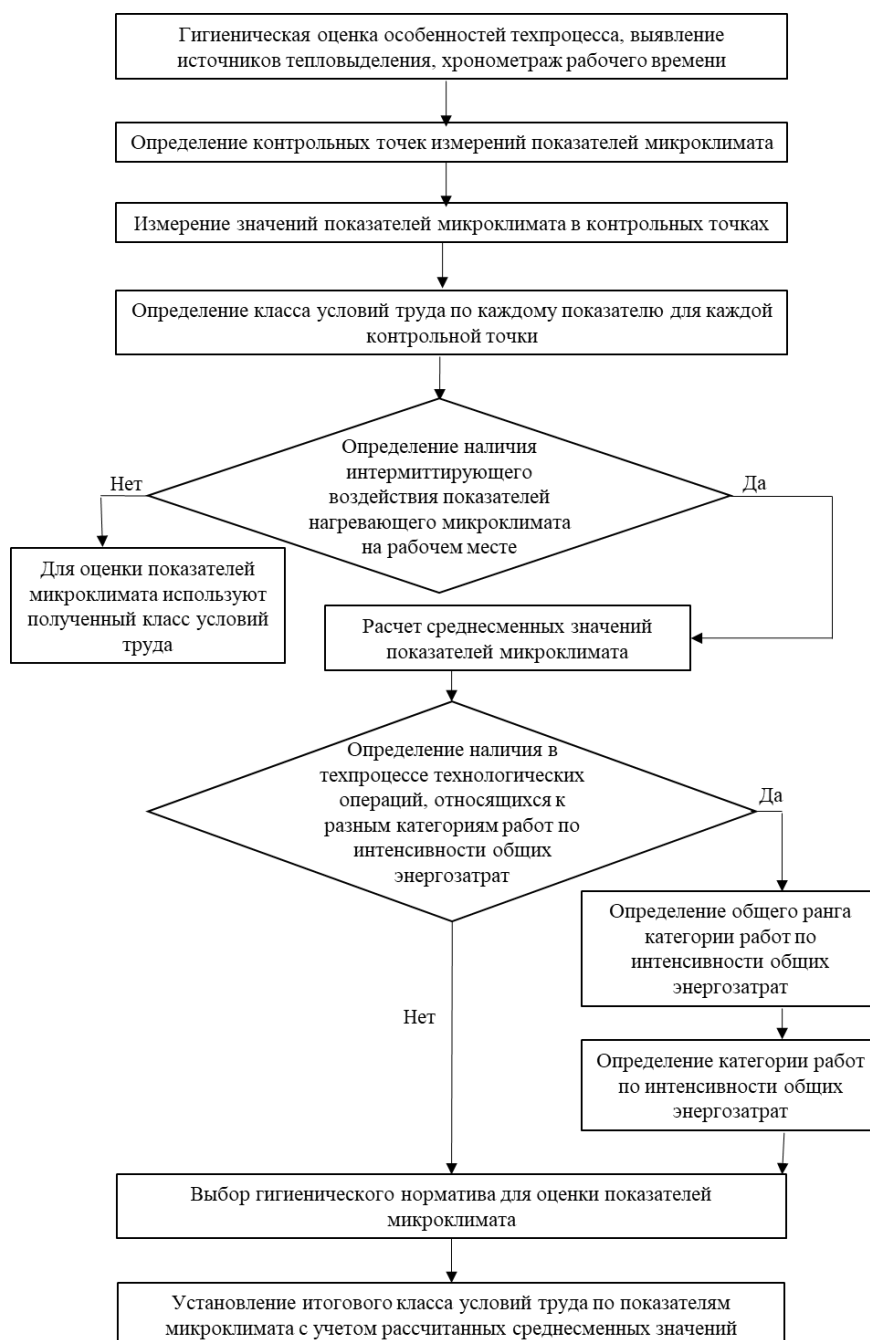 Гигиеническая оценка особенностей техпроцесса, выявление
источников тепловыделения, хронометраж рабочего времени
Определение контрольных точек измерений показателей микроклимата
Измерение значений показателей микроклимата в контрольных точках
Определение класса условий труда по каждому показателю для каждой
контрольной точки
Определение наличия
интермиттирующего
воздействия показателей
нагревающего микроклимата
на рабочем месте
Нет
Да
Для оценки показателей
микроклимата используют
полученный класс условий
труда
Расчет среднесменных значений
показателей микроклимата
Определение наличия в
техпроцессе технологических
операций, относящихся к
разным категориям работ по
интенсивности общих
энергозатрат
Да
Определение общего ранга
категории работ по
интенсивности общих
энергозатрат
Нет
Определение категории работ
по интенсивности общих
энергозатрат
Выбор гигиенического норматива для оценки показателей
микроклимата
Установление итогового класса условий труда по показателям
микроклимата с учетом рассчитанных среднесменных значений